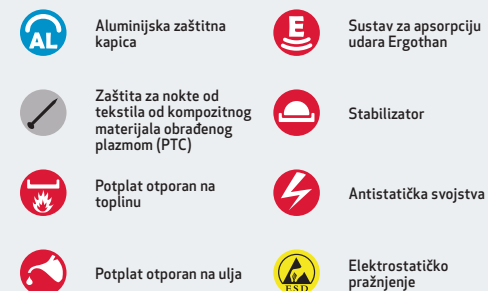 AL
Aluminijska zaštitna
kapica
E
Sustav za apsorpciju
udara Ergothan
Zaštita za nokte od
tekstila od kompozitnog
materijala obrađenog
plazmom (PTC)
Stabilizator
Potplat otporan na
toplinu
Antistatička svojstva
Potplat otporan na ulja
ESD
Elektrostatičko
pražnjenje